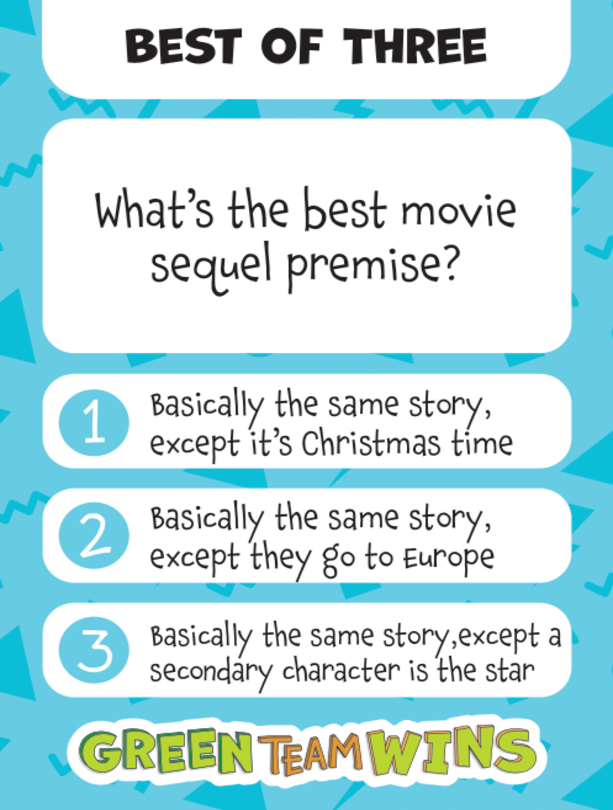 BEST OF THREE
What's the best movie
sequel premise?
1
Basically the same story,
except it's Christmas time
2
Basically the same story,
except they go to Europe
3
Basically the same story,except a
secondary character is the star
GREEN TEAM WINS